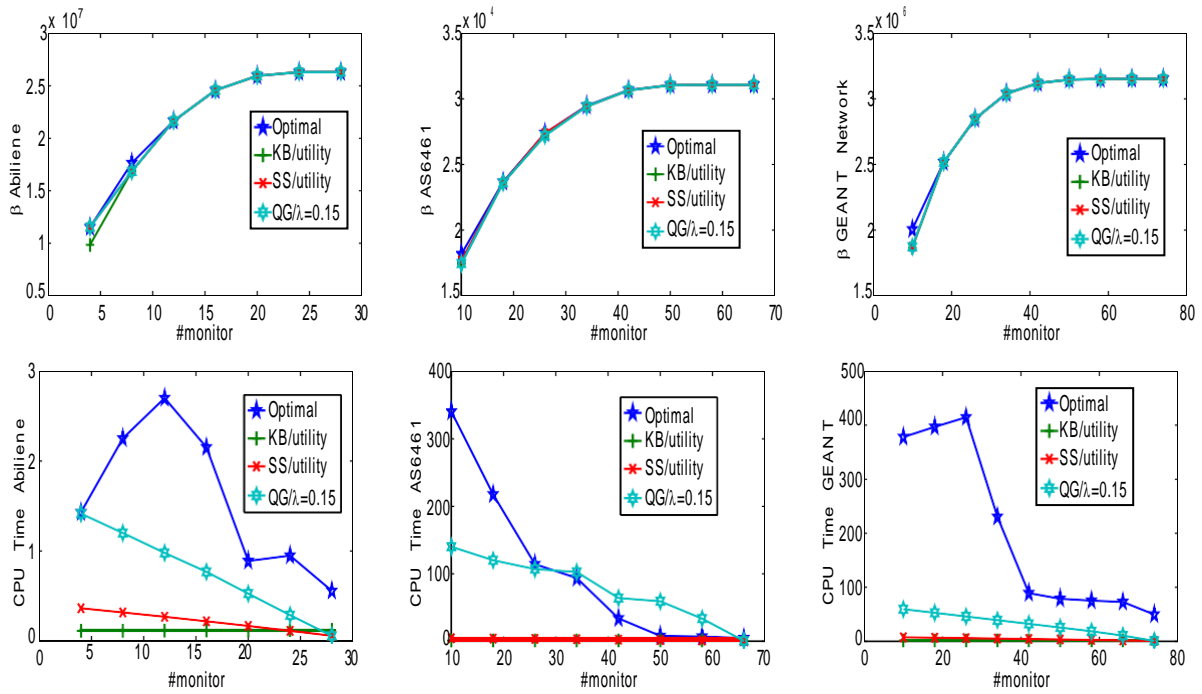 x 10^7
3
2.5
2
1.5
1
0.5
β Abiliene
0 5 10 15 20 25 30
#monitor
Optimal
KB/utility
SS/utility
QG/λ=0.15
x 10^4
3.5
3
2.5
2
1.5
β AS6461
10 20 30 40 50 60 70
#monitor
Optimal
KB/utility
SS/utility
QG/λ=0.15
x 10^6
3.5
3
2.5
2
1.5
β GEANT Network
0 20 40 60 80
#monitor
Optimal
KB/utility
SS/utility
QG/λ=0.15
3
2
1
0
CPU Time Abiliene
0 5 10 15 20 25 30
#monitor
Optimal
KB/utility
SS/utility
QG/λ=0.15
400
300
200
100
0
CPU Time AS6461
10 20 30 40 50 60 70
#monitor
Optimal
KB/utility
SS/utility
QG/λ=0.15
500
400
300
200
100
0
CPU Time GEANT
0 20 40 60 80
#monitor
Optimal
KB/utility
SS/utility
QG/λ=0.15